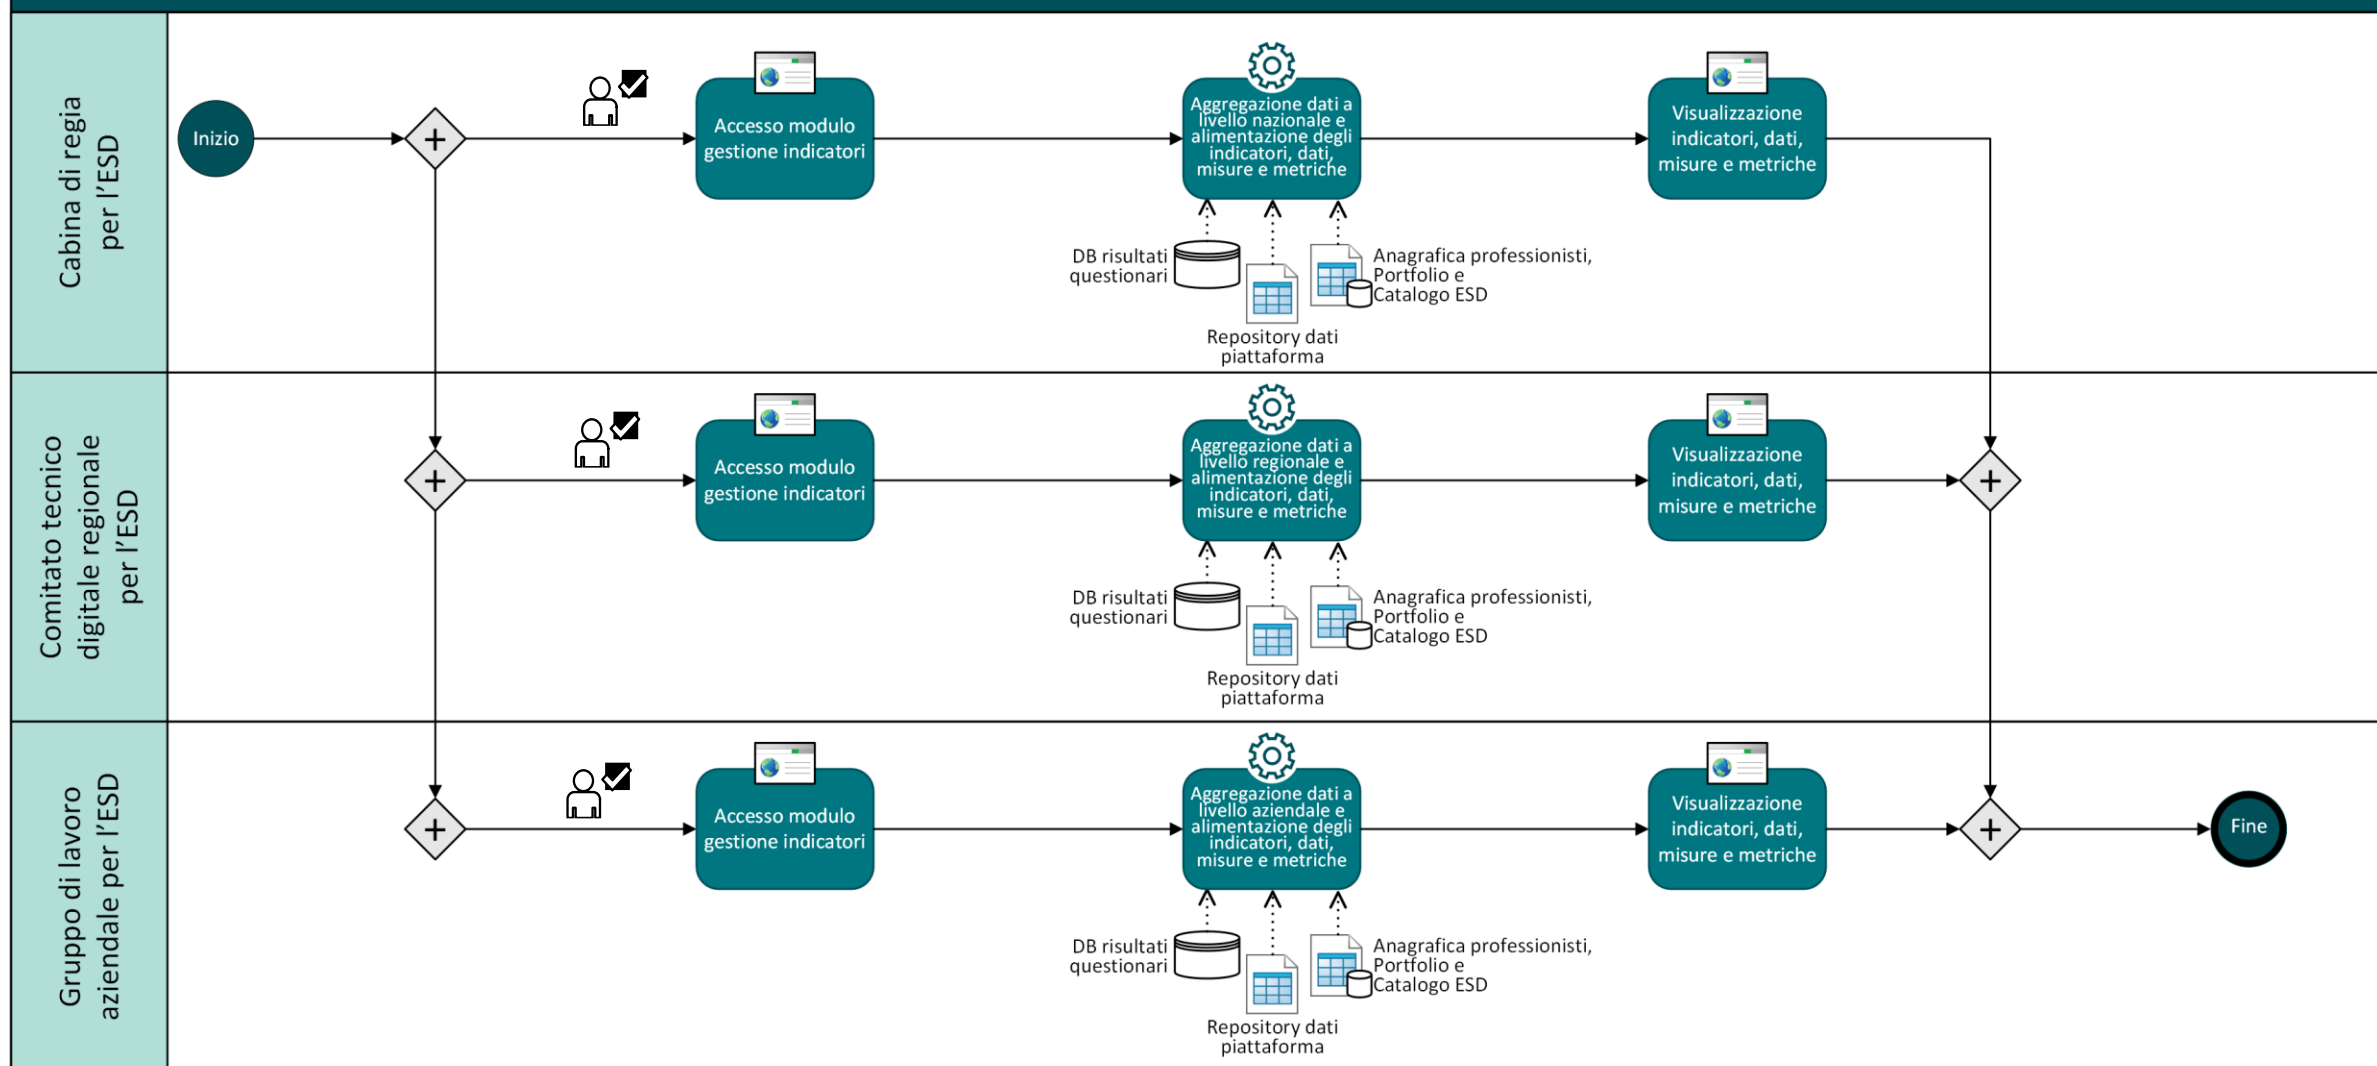 Cabina di regia
per l'ESD
Inizio
Accesso modulo
gestione indicatori
Aggregazione dati a
livello nazionale e
alimentazione degli
indicatori, dati,
misure e metriche
Visualizzazione
indicatori, dati,
misure e metriche
DB risultati
questionari
Repository dati
piattaforma
Anagrafica professionisti,
Portfolio e
Catalogo ESD
Comitato tecnico
digitale regionale
per l'ESD
Accesso modulo
gestione indicatori
Aggregazione dati a
livello regionale e
alimentazione degli
indicatori, dati,
misure e metriche
Visualizzazione
indicatori, dati,
misure e metriche
DB risultati
questionari
Repository dati
piattaforma
Anagrafica professionisti,
Portfolio e
Catalogo ESD
Gruppo di lavoro
aziendale per l'ESD
Accesso modulo
gestione indicatori
Aggregazione dati a
livello aziendale e
alimentazione degli
indicatori, dati,
misure e metriche
Visualizzazione
indicatori, dati,
misure e metriche
Fine
DB risultati
questionari
Repository dati
piattaforma
Anagrafica professionisti,
Portfolio e
Catalogo ESD